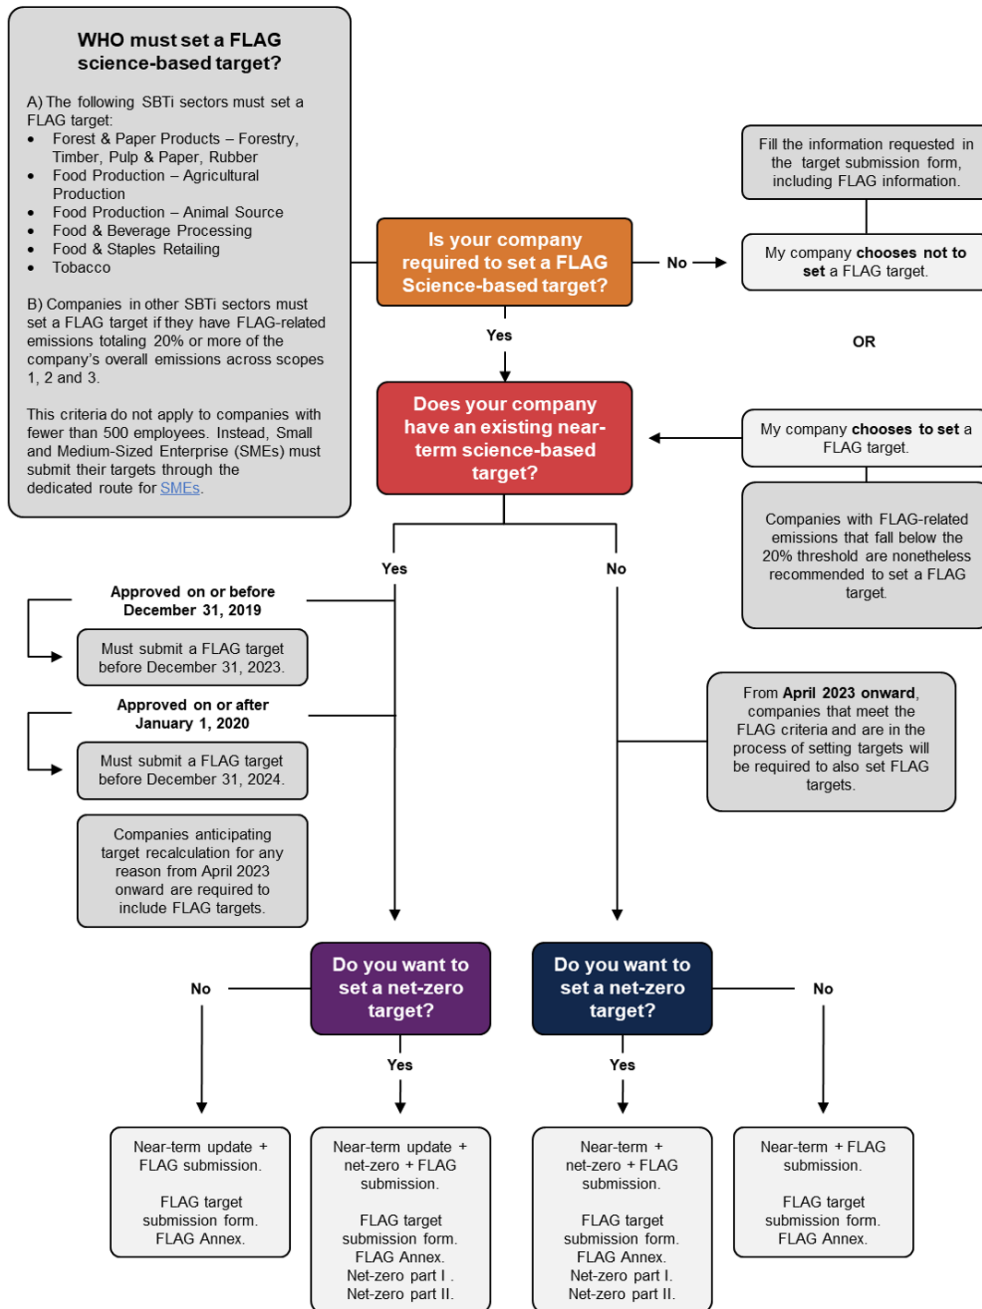 WHO must set a FLAG
science-based target?
A) The following SBTi sectors must set a
FLAG target:
• Forest & Paper Products – Forestry,
Timber, Pulp & Paper, Rubber
• Food Production – Agricultural
Production
• Food Production – Animal Source
• Food & Beverage Processing
• Food & Staples Retailing
• Tobacco
B) Companies in other SBTi sectors must
set a FLAG target if they have FLAG-related
emissions totaling 20% or more of the
company's overall emissions across scopes
1, 2 and 3.
This criteria do not apply to companies with
fewer than 500 employees. Instead, Small
and Medium-Sized Enterprise (SMEs) must
submit their targets through the
dedicated route for SMEs.
Is your company
required to set a FLAG
Science-based target?
No
Fill the information requested in
the target submission form,
including FLAG information.
My company chooses not to
set a FLAG target.
OR
Yes
Does your company
have an existing near-
term science-based
target?
My company chooses to set a
FLAG target.
Companies with FLAG-related
emissions that fall below the
20% threshold are nonetheless
recommended to set a FLAG
target.
Yes
No
Approved on or before
December 31, 2019
Must submit a FLAG target
before December 31, 2023.
Approved on or after
January 1, 2020
Must submit a FLAG target
before December 31, 2024.
Companies anticipating
target recalculation for any
reason from April 2023
onward are required to
include FLAG targets.
From April 2023 onward,
companies that meet the
FLAG criteria and are in the
process of setting targets will
be required to also set FLAG
targets.
Do you want to
set a net-zero
target?
No
Yes
Do you want to
set a net-zero
target?
Yes
No
Near-term update +
FLAG submission.
FLAG target
submission form.
FLAG Annex.
Near-term update +
net-zero + FLAG
submission.
FLAG target
submission form.
FLAG Annex.
Net-zero part I .
Net-zero part II.
Near-term +
net-zero + FLAG
submission.
FLAG target
submission form.
FLAG Annex.
Net-zero part I.
Net-zero part II.
Near-term + FLAG
submission.
FLAG target
submission form.
FLAG Annex.